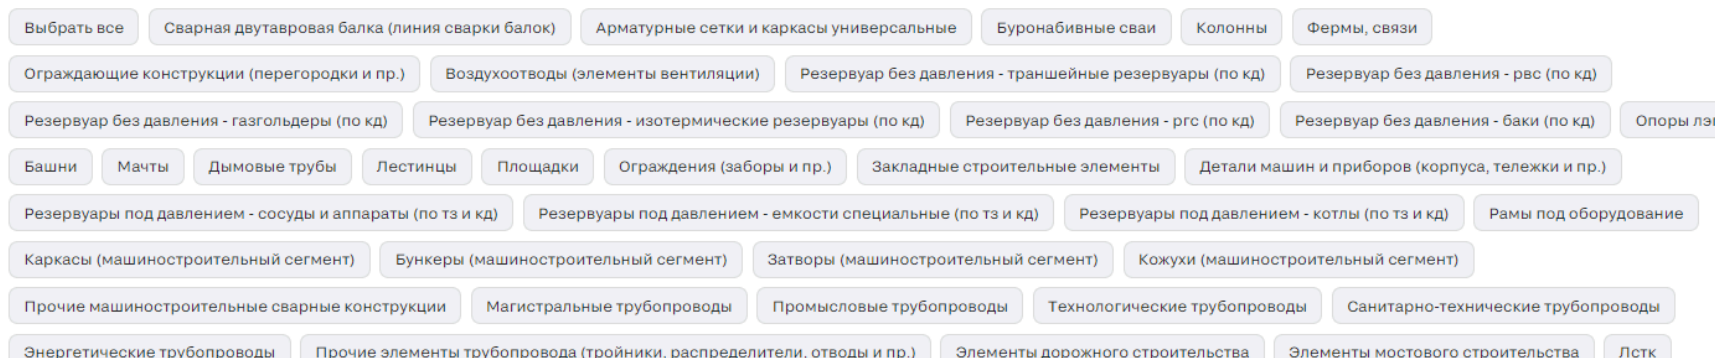 Выбрать все Сварная двутавровая балка (линия сварки балок) Арматурные сетки и каркасы универсальные Буронабивные сваи Колонны Фермы, связи
Ограждающие конструкции (перегородки и пр.) Воздухоотводы (элементы вентиляции) Резервуар без давления - траншейные резервуары (по кд) Резервуар без давления - рвс (по кд)
Резервуар без давления - газгольдеры (по кд) Резервуар без давления - изотермические резервуары (по кд) Резервуар без давления - ргс (по кд) Резервуар без давления - баки (по кд) Опоры
Башни Мачты Дымовые трубы Лестницы Площадки Ограждения (заборы и пр.) Закладные строительные элементы Детали машин и приборов (корпуса, тележки и пр.)
Резервуары под давлением - сосуды и аппараты (по тз и кд) Резервуары под давлением - емкости специальные (по тз и кд) Резервуары под давлением - котлы (по тз и кд) Рамы под оборудование
Каркасы (машиностроительный сегмент) Бункеры (машиностроительный сегмент) Затворы (машиностроительный сегмент) Кожухи (машиностроительный сегмент)
Прочие машиностроительные сварные конструкции Магистральные трубопроводы Промысловые трубопроводы Технологические трубопроводы Санитарно-технические трубопроводы
Энергетические трубопроводы Прочие элементы трубопровода (тройники, распределители, отводы и пр.) Элементы дорожного строительства Элементы мостового строительства Лстк